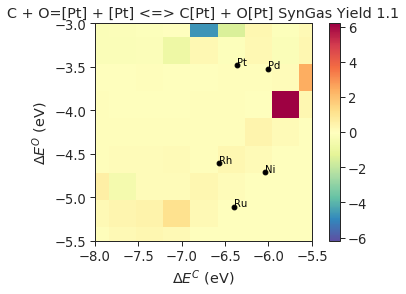 C + O=[Pt] + [Pt] <=> C[Pt] + O[Pt] SynGas Yield 1.1
−3.0
−3.5
−4.0
−4.5
−5.0
−5.5
ΔE^O (eV)
Pt
Pd
Rh
Ni
Ru
−8.0 −7.5 −7.0 −6.5 −6.0 −5.5
ΔE^C (eV)
6
4
2
0
−2
−4
−6